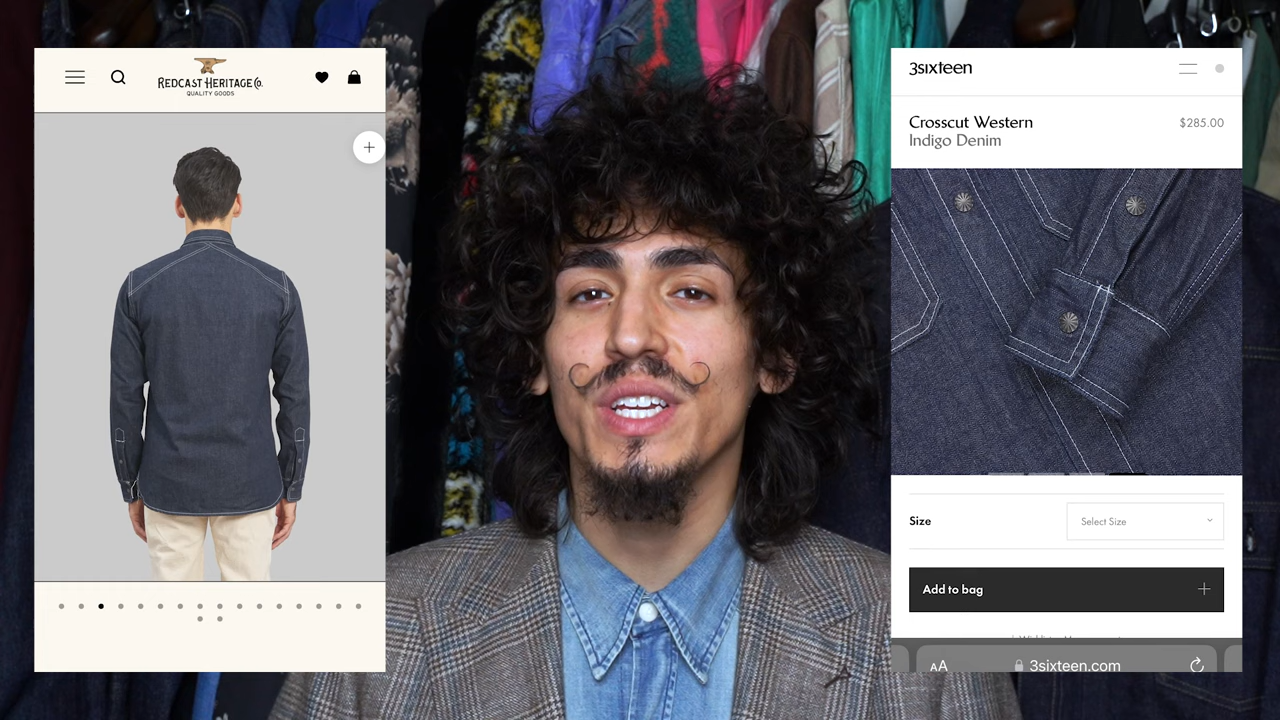 REDCAST HERITAGE CO.
QUALITY GOODS
3sixteen
Crosscut Western
$285.00
Indigo Denim
Size
Select Size
Add to bag
AA
3sixteen.com